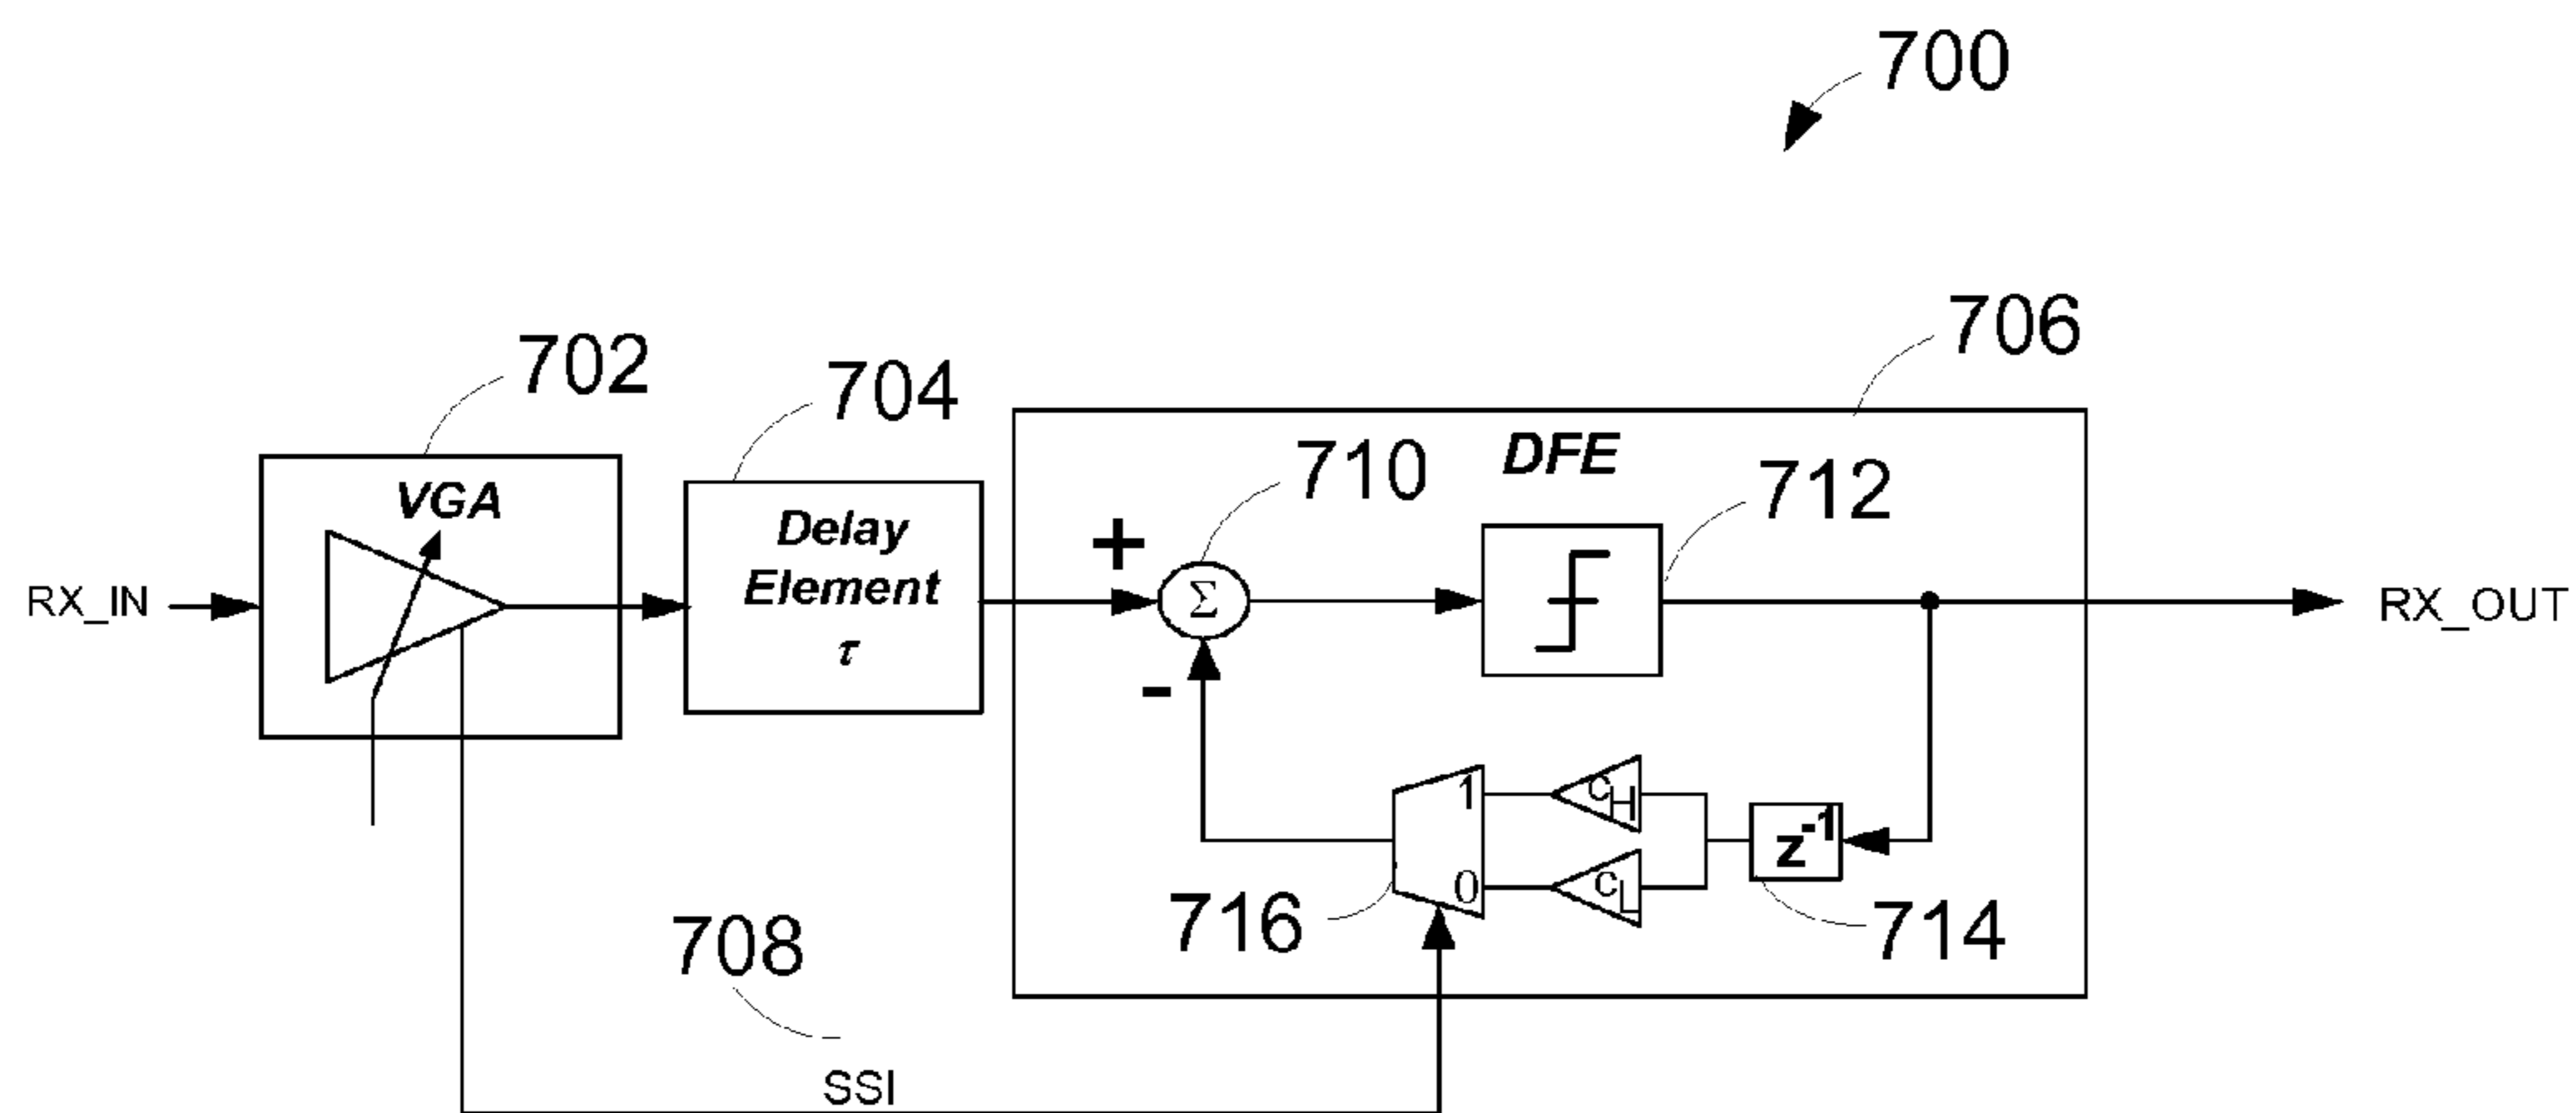 700
706
702
704
710
DFE
712
VGA
Delay
Element
τ
+
Σ
RX_IN
RX_OUT
-
1
0
cH
cL
z-1
716
714
708
SSI